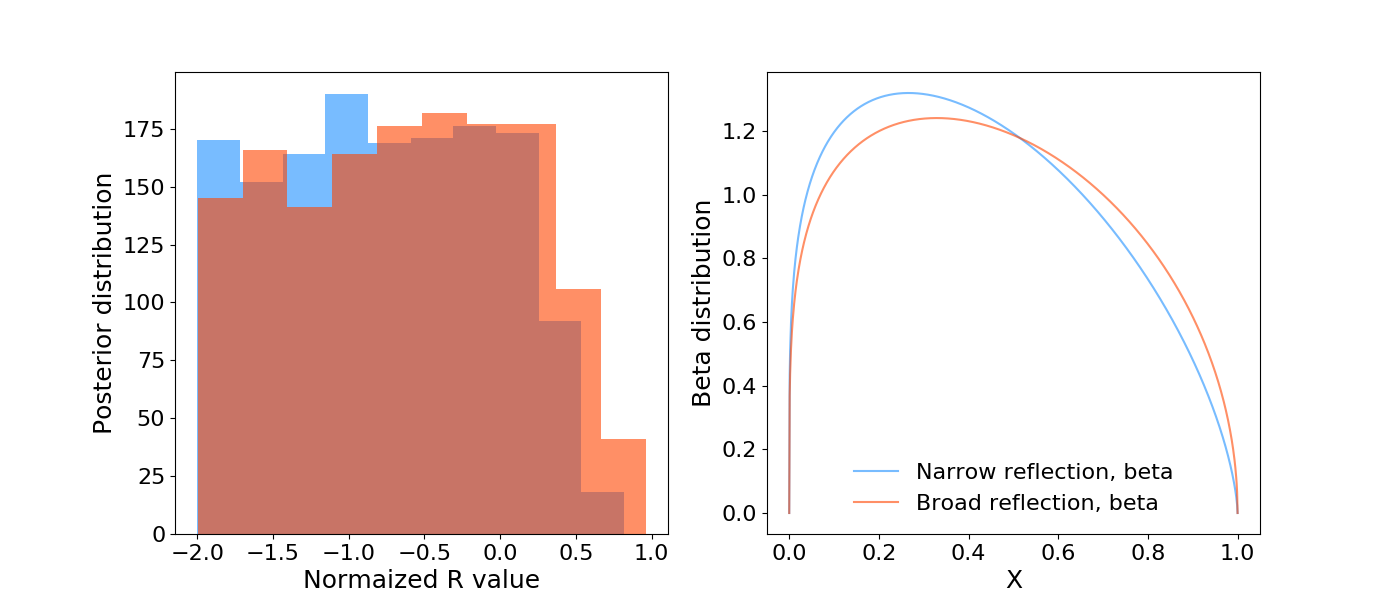 Posterior distribution
175
150
125
100
75
50
25
0
−2.0 −1.5 −1.0 −0.5 0.0 0.5 1.0
Normaized R value
Beta distribution
1.2
1.0
0.8
0.6
0.4
0.2
0.0
Narrow reflection, beta
Broad reflection, beta
0.0 0.2 0.4 0.6 0.8 1.0
X